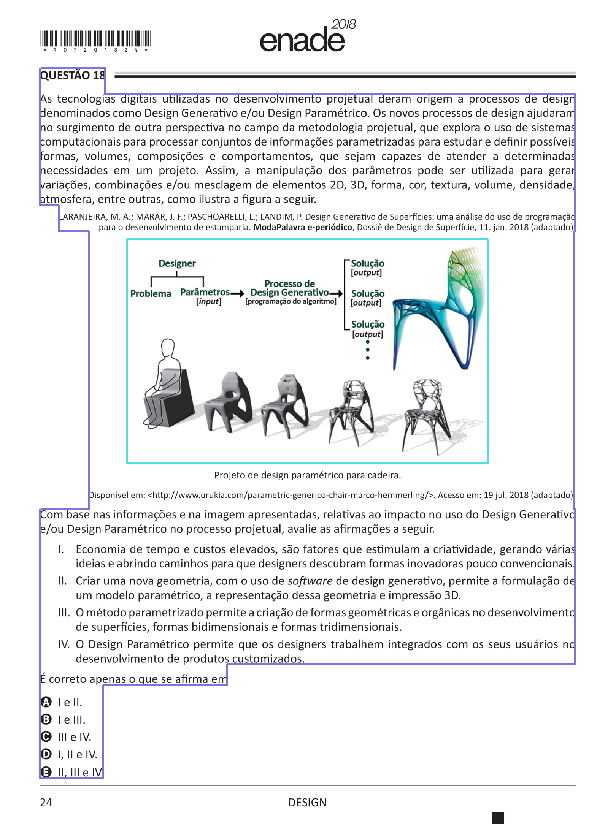 *R07201824*
enade2018
QUESTÃO 18
As tecnologias digitais utilizadas no desenvolvimento projetual deram origem a processos de design
denominados como Design Generativo e/ou Design Paramétrico. Os novos processos de design ajudaram
no surgimento de outra perspectiva no campo da metodologia projetual, que explora o uso de sistemas
computacionais para processar conjuntos de informações parametrizadas para estudar e definir possíveis
formas, volumes, composições e comportamentos, que sejam capazes de atender a determinadas
necessidades em um projeto. Assim, a manipulação dos parâmetros pode ser utilizada para gerar
variações, combinações e/ou mesclagem de elementos 2D, 3D, forma, cor, textura, volume, densidade,
atmosfera, entre outras, como ilustra a figura a seguir.
LARANJEIRA, M. A.; MARAR, J. F.; PASCHOARELLI, L.; LANDIM, P. Design Generativo de Superfícies: uma análise do uso de programação
para o desenvolvimento de estamparia. ModaPalavra e-periódico, Dossiê de Design de Superfície, 11. jan. 2018 (adaptado).
Designer
Problema
Parâmetros
[input]
Processo de
Design Generativo
[programação do algoritmo]
Solução
[output]
Solução
[output]
Solução
[output]
Projeto de design paramétrico para cadeira.
Disponível em: <http://www.urukia.com/parametric-generico-chair-marco-hemmerling/>. Acesso em: 19 jul. 2018 (adaptado).
Com base nas informações e na imagem apresentadas, relativas ao impacto no uso do Design Generativo
e/ou Design Paramétrico no processo projetual, avalie as afirmações a seguir.
I. Economia de tempo e custos elevados, são fatores que estimulam a criatividade, gerando várias
ideias e abrindo caminhos para que designers descubram formas inovadoras pouco convencionais.
II. Criar uma nova geometria, com o uso de software de design generativo, permite a formulação de
um modelo paramétrico, a representação dessa geometria e impressão 3D.
III. O método parametrizado permite a criação de formas geométricas e orgânicas no desenvolvimento
de superfícies, formas bidimensionais e formas tridimensionais.
IV. O Design Paramétrico permite que os designers trabalhem integrados com os seus usuários no
desenvolvimento de produtos customizados.
É correto apenas o que se afirma em
A I e II.
B I e III.
C III e IV.
D I, II e IV.
E II, III e IV
24 DESIGN